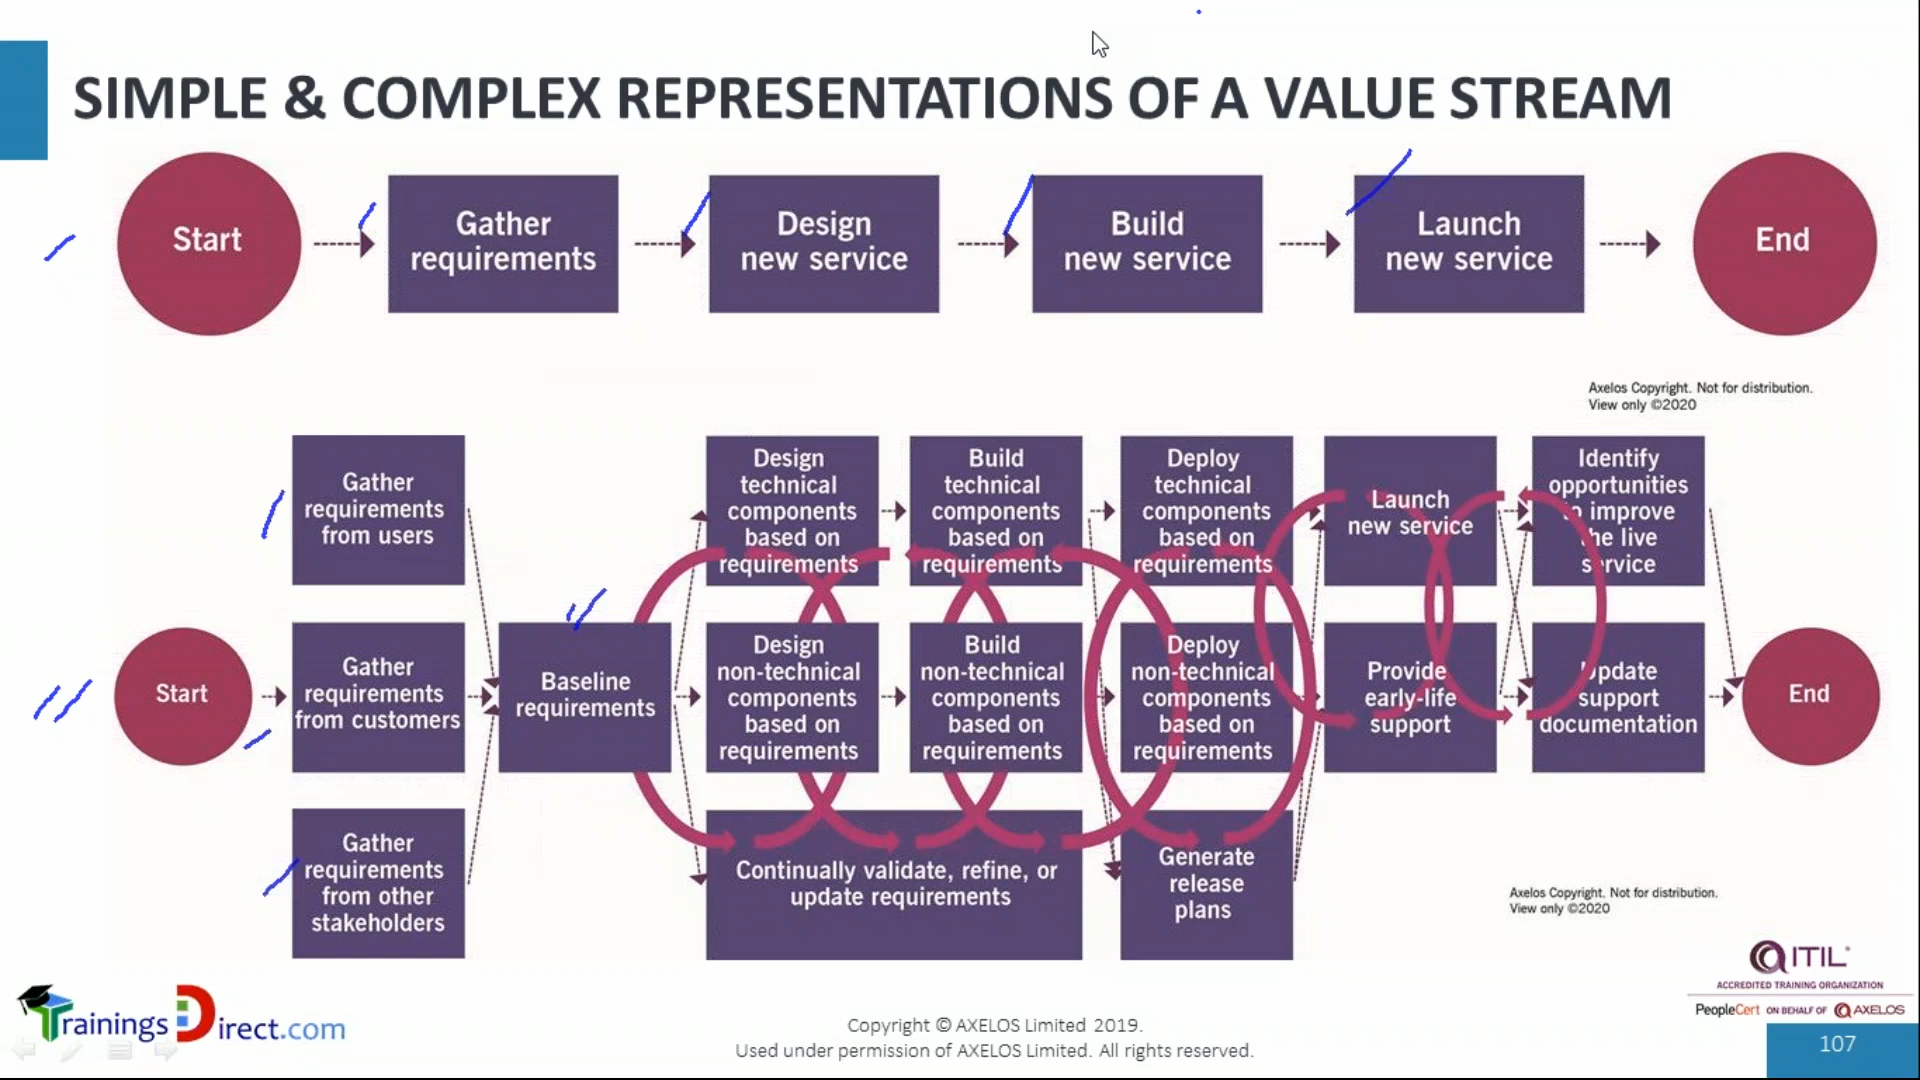 SIMPLE & COMPLEX REPRESENTATIONS OF A VALUE STREAM
Start
Gather
requirements
Design
new service
Build
new service
Launch
new service
End
Axelos Copyright. Not for distribution.
View only ©2020
Gather
requirements
from users
Start
Gather
requirements
from customers
Gather
requirements
from other
stakeholders
Baseline
requirements
Design
technical
components
based on
requirements
Build
technical
components
based on
requirements
Deploy
technical
components
based on
requirements
Launch
new service
Identify
opportunities
to improve
the live
service
Design
non-technical
components
based on
requirements
Build
non-technical
components
based on
requirements
Deploy
non-technical
components
based on
requirements
Provide
early-life
support
Update
support
documentation
End
Continually validate, refine, or
update requirements
Generate
release
plans
Axelos Copyright. Not for distribution.
View only ©2020
ITIL®
ACCREDITED TRAINING ORGANIZATION
PeopleCert ON BEHALF OF AXELOS
TrainingsDirect.com
Copyright © AXELOS Limited 2019.
Used under permission of AXELOS Limited. All rights reserved.
107